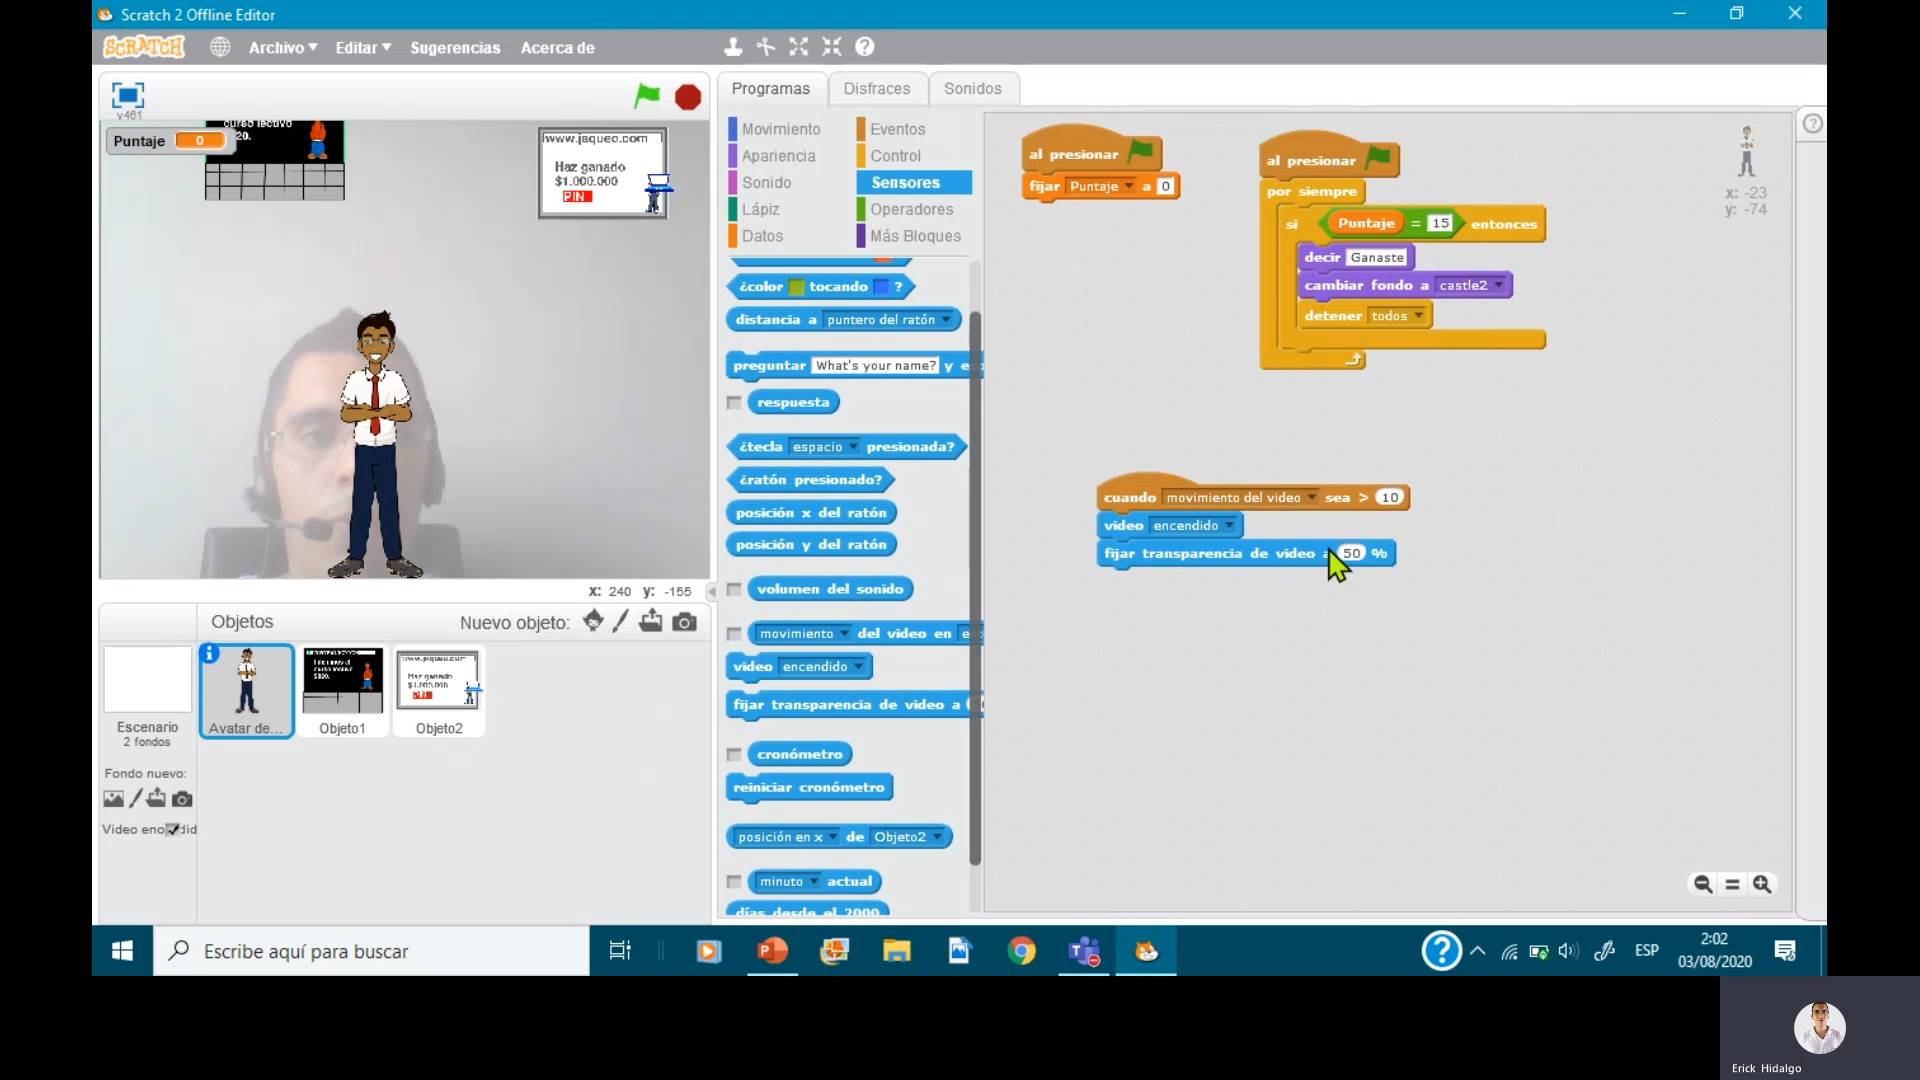 Scratch 2 Offline Editor
SCRATCH
Archivo
Editar
Sugerencias
Acerca de
v461
Puntaje 0
curso lectivo
www.jaqueo.com
Haz ganado
$1.000.000
PIN
x: 240 y: -155
Objetos
Nuevo objeto:
Escenario
2 fondos
Fondo nuevo:
Avatar de...
Objeto1
Objeto2
Programas
Disfraces
Sonidos
Movimiento
Apariencia
Sonido
Lápiz
Datos
Eventos
Control
Sensores
Operadores
Más Bloques
¿color tocando ?
distancia a puntero del ratón
preguntar What's your name? y
respuesta
¿tecla espacio presionada?
¿ratón presionado?
posición x del ratón
posición y del ratón
volumen del sonido
movimiento del video en
video encendido
fijar transparencia de video a
cronómetro
reiniciar cronómetro
posición en x de Objeto2
minuto actual
días desde el 2000
al presionar
fijar Puntaje a 0
al presionar
por siempre
si Puntaje = 15 entonces
decir Ganaste
cambiar fondo a castle2
detener todos
cuando movimiento del video sea > 10
video encendido
fijar transparencia de video a 50 %
x: -23
y: -74
Escribe aquí para buscar
ESP
2:02
03/08/2020
Erick Hidalgo